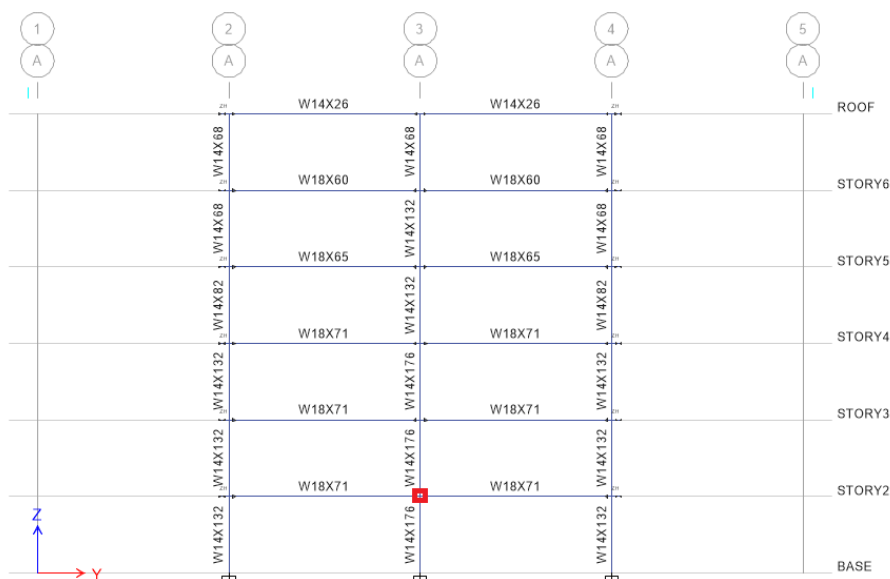 1 2 3 4 5
A A A A A
W14X26 W14X26 ROOF
W14X68 W14X68 W14X68
W18X60 W18X60 STORY6
W14X68 W14X132 W14X68
W18X65 W18X65 STORY5
W14X82 W14X132 W14X82
W18X71 W18X71 STORY4
W14X132 W14X176 W14X132
W18X71 W18X71 STORY3
W14X132 W14X176 W14X132
W18X71 W18X71 STORY2
W14X132 W14X176 W14X132
Z
Y
BASE